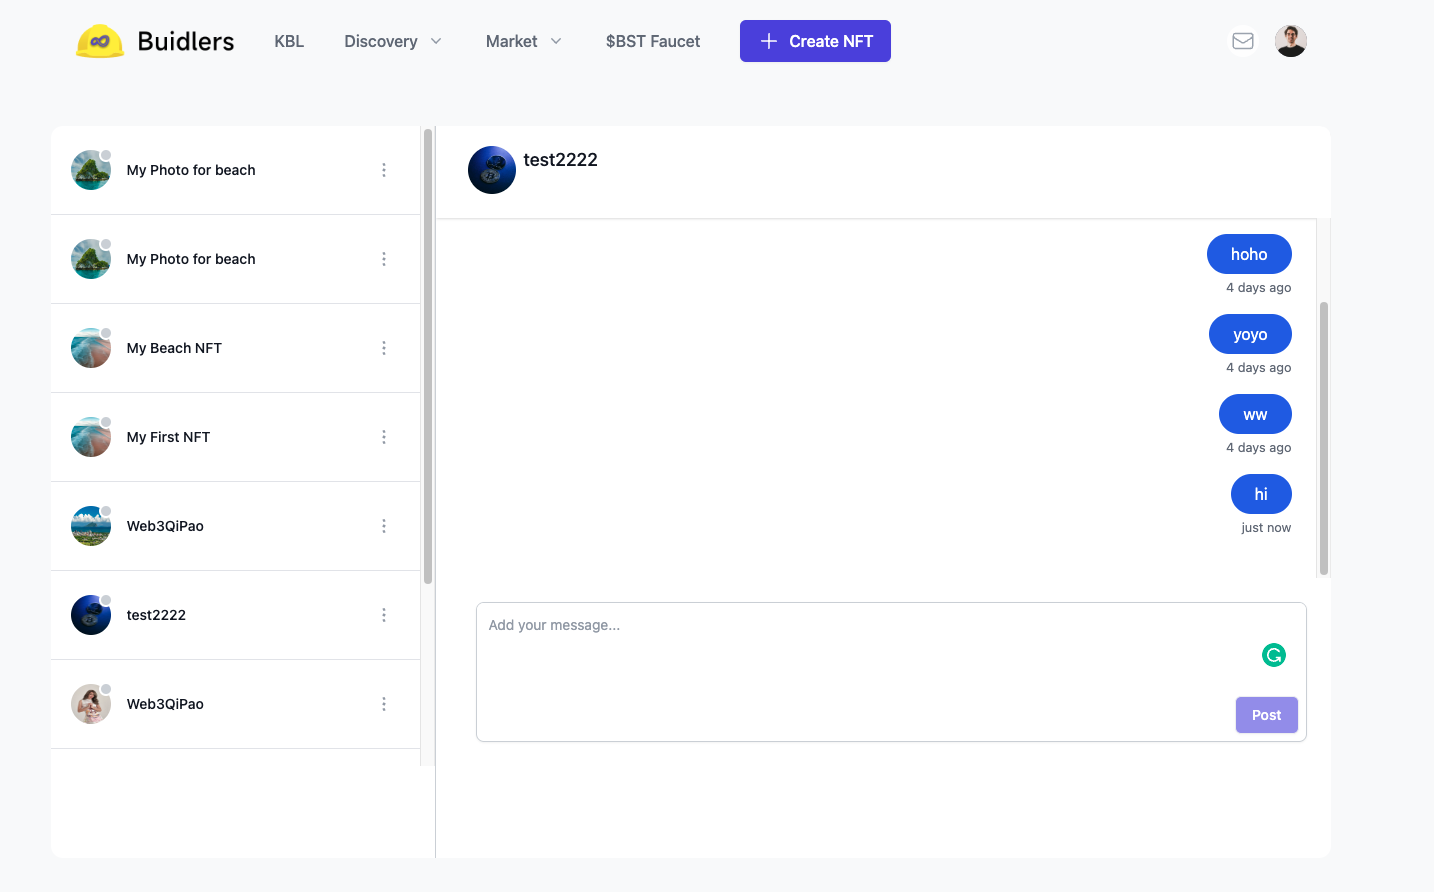 Buidlers
KBL
Discovery
Market
$BST Faucet
Create NFT
My Photo for beach
My Photo for beach
My Beach NFT
My First NFT
Web3QiPao
test2222
Web3QiPao
test2222
hoho
4 days ago
yoyo
4 days ago
ww
4 days ago
hi
just now
Add your message...
Post